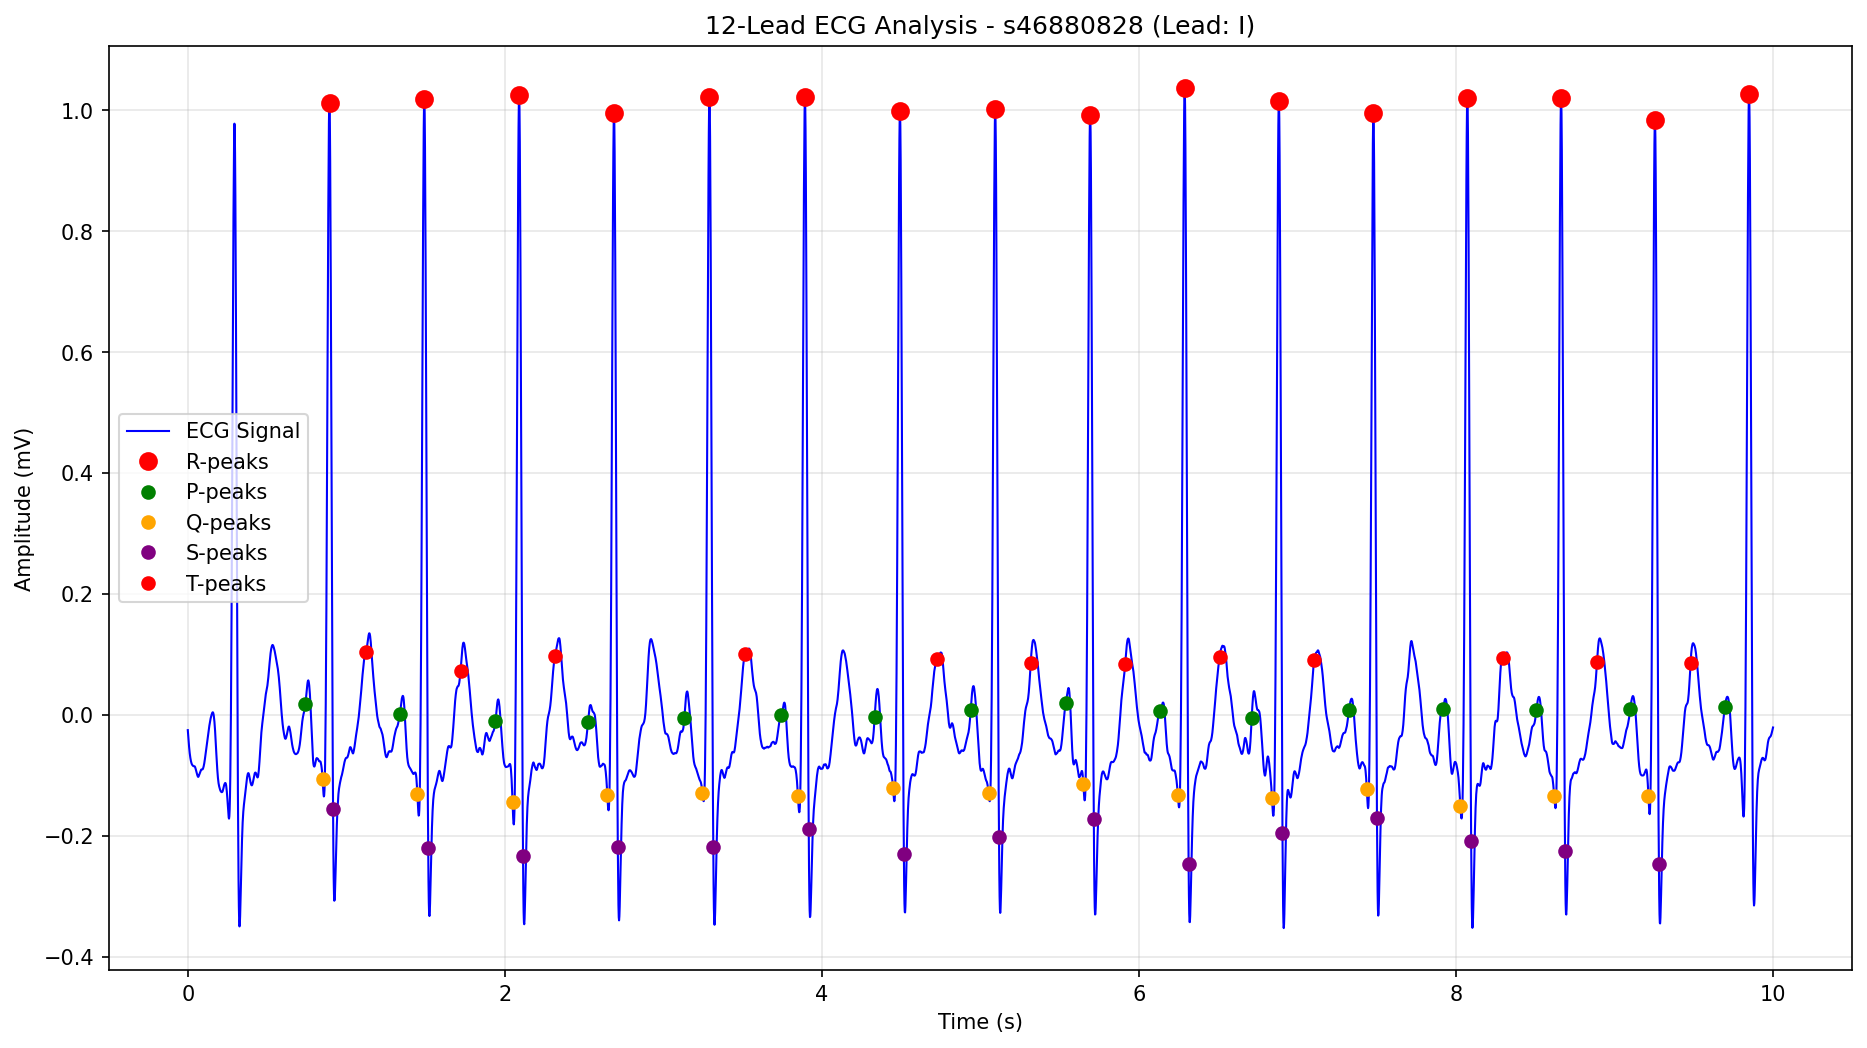 12-Lead ECG Analysis - s46880828 (Lead: I)
1.0
0.8
0.6
0.4
0.2
0.0
−0.2
−0.4
Amplitude (mV)
ECG Signal
R-peaks
P-peaks
Q-peaks
S-peaks
T-peaks
0 2 4 6 8 10
Time (s)